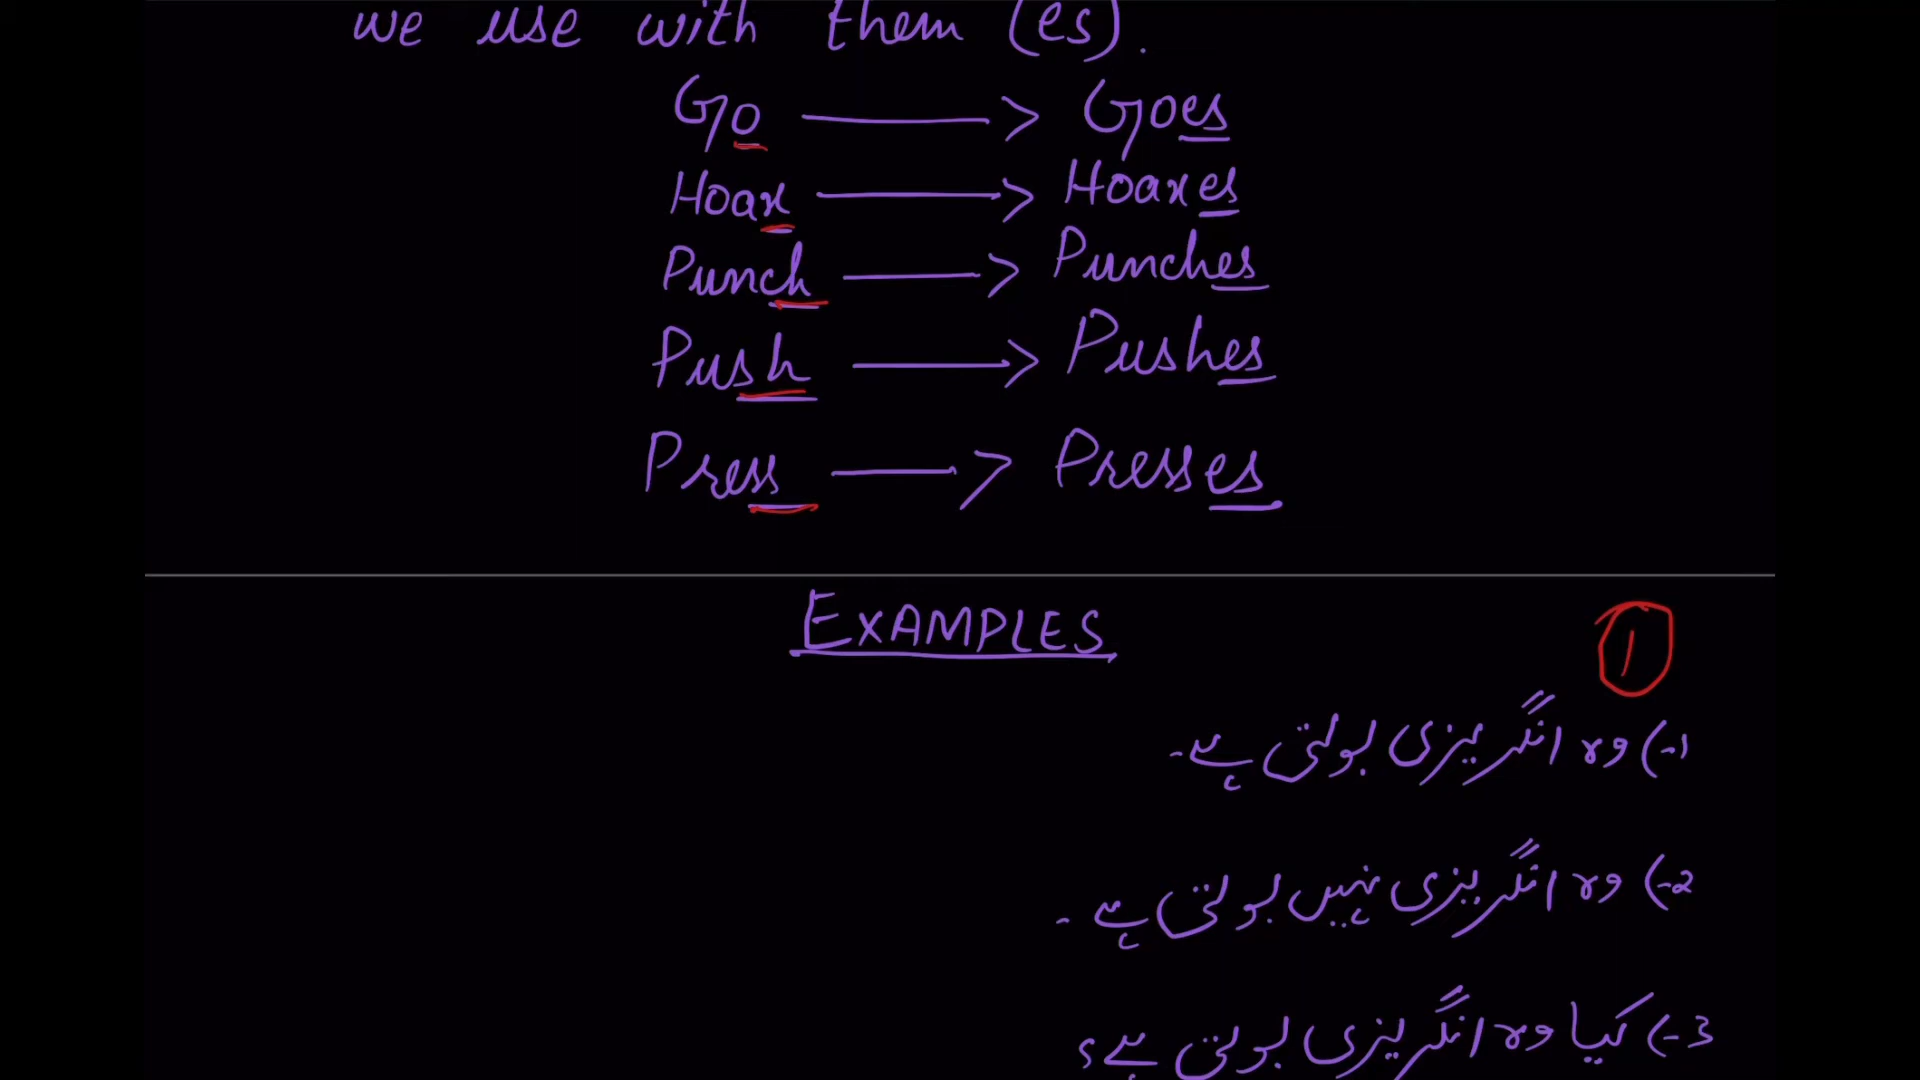 we use with them (es).
Go → Goes
Hoax → Hoaxes
Punch → Punches
Push → Pushes
Press → Presses
EXAMPLES
1
1-) وہ انگریزی بولتی ہے۔
2-) وہ انگریزی نہیں بولتی ہے۔
3-) کیا وہ انگریزی بولتی ہے؟